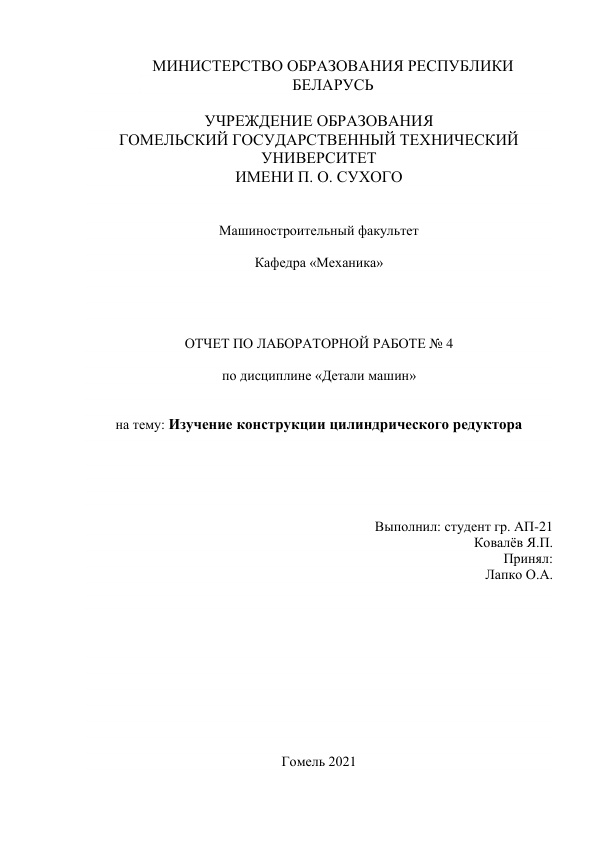 МИНИСТЕРСТВО ОБРАЗОВАНИЯ РЕСПУБЛИКИ
БЕЛАРУСЬ
УЧРЕЖДЕНИЕ ОБРАЗОВАНИЯ
ГОМЕЛЬСКИЙ ГОСУДАРСТВЕННЫЙ ТЕХНИЧЕСКИЙ
УНИВЕРСИТЕТ
ИМЕНИ П. О. СУХОГО
Машиностроительный факультет
Кафедра «Механика»
ОТЧЕТ ПО ЛАБОРАТОРНОЙ РАБОТЕ № 4
по дисциплине «Детали машин»
на тему: Изучение конструкции цилиндрического редуктора
Выполнил: студент гр. АП-21
Ковалёв Я.П.
Принял:
Лапко О.А.
Гомель 2021